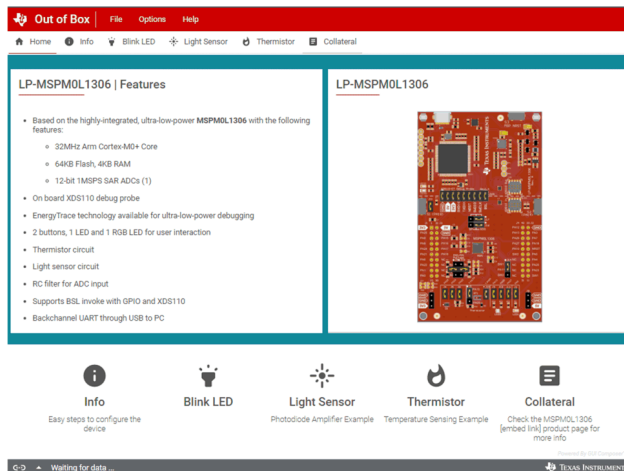 Out of Box File Options Help
Home Info Blink LED Light Sensor Thermistor Collateral
LP-MSPM0L1306 | Features
Based on the highly-integrated, ultra-low-power MSPM0L1306 with the following
features:
32MHz Arm Cortex-M0+ Core
64KB Flash, 4KB RAM
12-bit 1MSPS SAR ADCs (1)
On board XDS110 debug probe
EnergyTrace technology available for ultra-low-power debugging
2 buttons, 1 LED and 1 RGB LED for user interaction
Thermistor circuit
Light sensor circuit
RC filter for ADC input
Supports BSL invoke with GPIO and XDS110
Backchannel UART through USB to PC
LP-MSPM0L1306
TEXAS INSTRUMENTS
Info
Easy steps to configure the
device
Blink LED
Light Sensor
Photodiode Amplifier Example
Thermistor
Temperature Sensing Example
Collateral
Check the MSPM0L1306
[embed link] product page for
more info
Powered By GUI Composer
Waiting for data ...
TEXAS INSTRUMENT